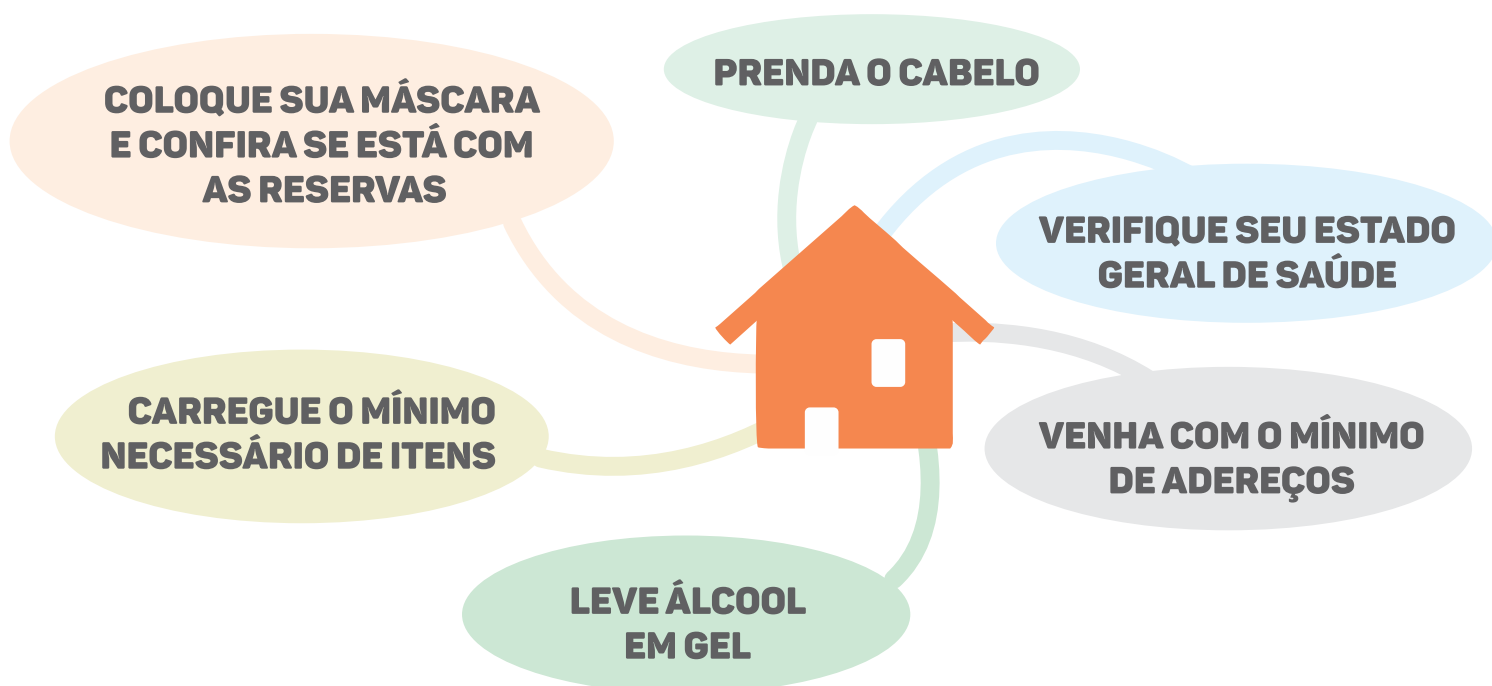 PRENDA O CABELO
COLOQUE SUA MÁSCARA
E CONFIRA SE ESTÁ COM
AS RESERVAS
VERIFIQUE SEU ESTADO
GERAL DE SAÚDE
CARREGUE O MÍNIMO
NECESSÁRIO DE ITENS
VENHA COM O MÍNIMO
DE ADEREÇOS
LEVE ÁLCOOL
EM GEL